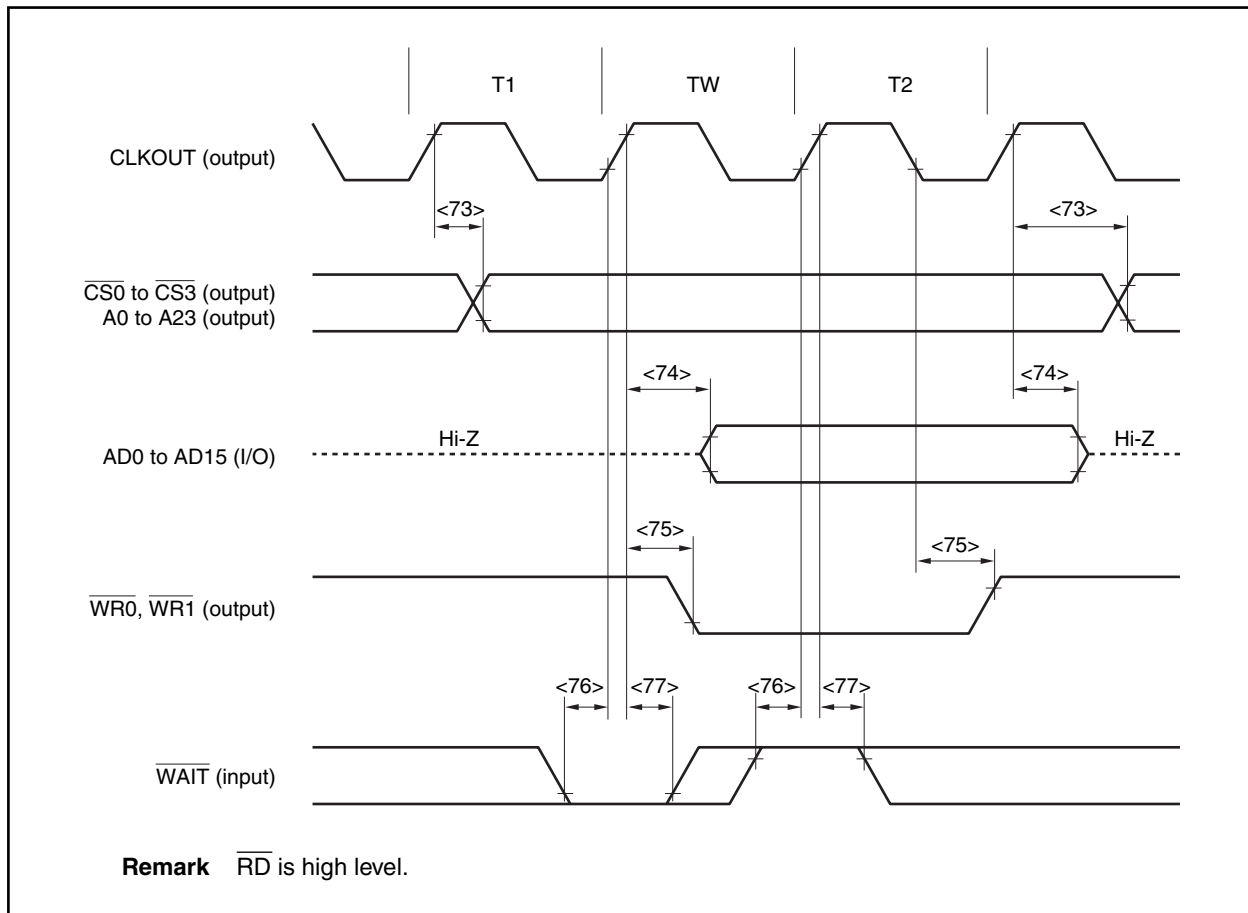 T1 TW T2
CLKOUT (output)
<73> <73>
CS0 to CS3 (output)
A0 to A23 (output)
<74> <74>
Hi-Z Hi-Z
AD0 to AD15 (I/O)
<75> <75>
WR0, WR1 (output)
<76> <77> <76> <77>
WAIT (input)
Remark RD is high level.